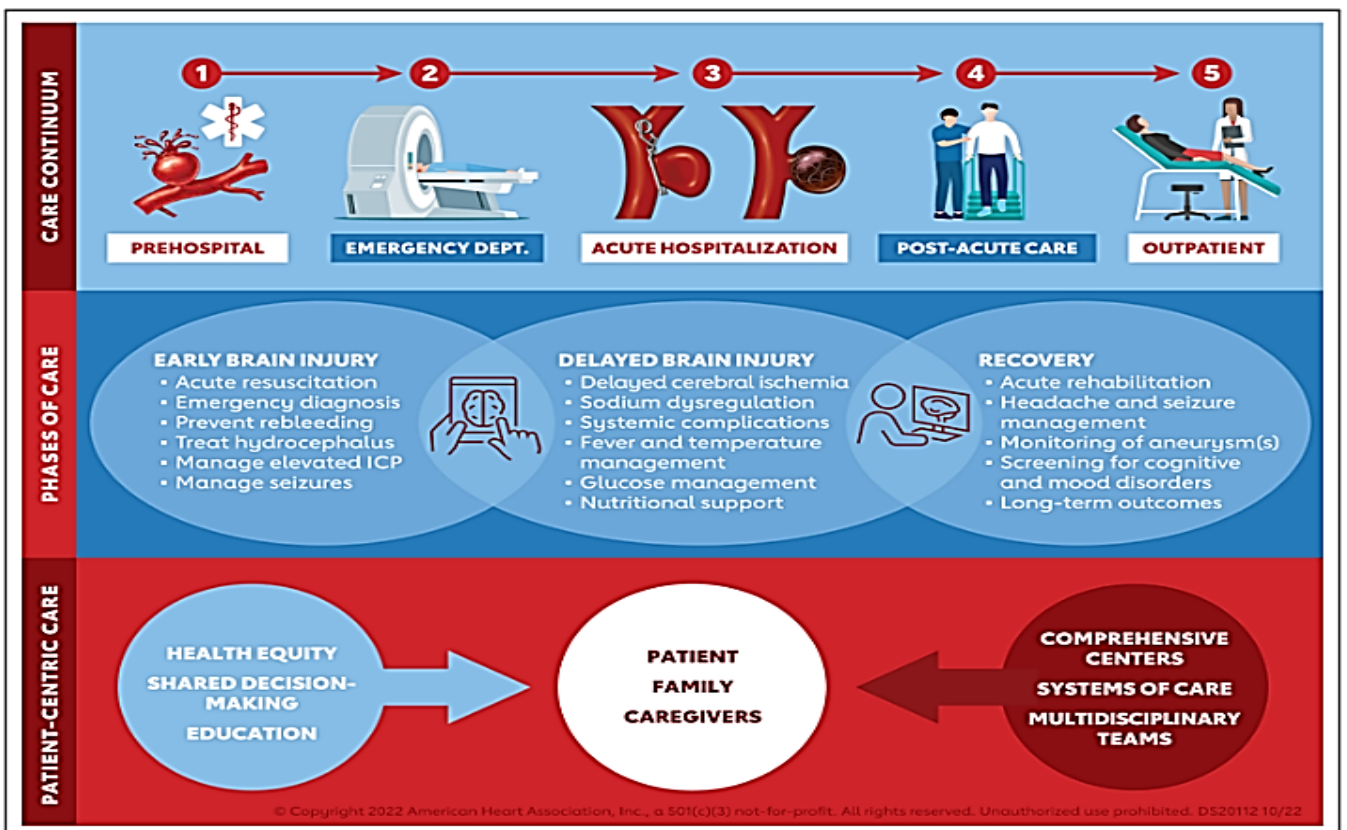 CARE CONTINUUM
1
2
3
4
5
PREHOSPITAL
EMERGENCY DEPT.
ACUTE HOSPITALIZATION
POST-ACUTE CARE
OUTPATIENT
PHASES OF CARE
EARLY BRAIN INJURY
• Acute resuscitation
• Emergency diagnosis
• Prevent rebleeding
• Treat hydrocephalus
• Manage elevated ICP
• Manage seizures
DELAYED BRAIN INJURY
• Delayed cerebral ischemia
• Sodium dysregulation
• Systemic complications
• Fever and temperature
management
• Glucose management
• Nutritional support
RECOVERY
• Acute rehabilitation
• Headache and seizure
management
• Monitoring of aneurysm(s)
• Screening for cognitive
and mood disorders
• Long-term outcomes
PATIENT-CENTRIC CARE
HEALTH EQUITY
SHARED DECISION-
MAKING
EDUCATION
PATIENT
FAMILY
CAREGIVERS
COMPREHENSIVE
CENTERS
SYSTEMS OF CARE
MULTIDISCIPLINARY
TEAMS
© Copyright 2022 American Heart Association, Inc., a 501(c)(3) not-for-profit. All rights reserved. Unauthorized use prohibited. DS20112 10/22